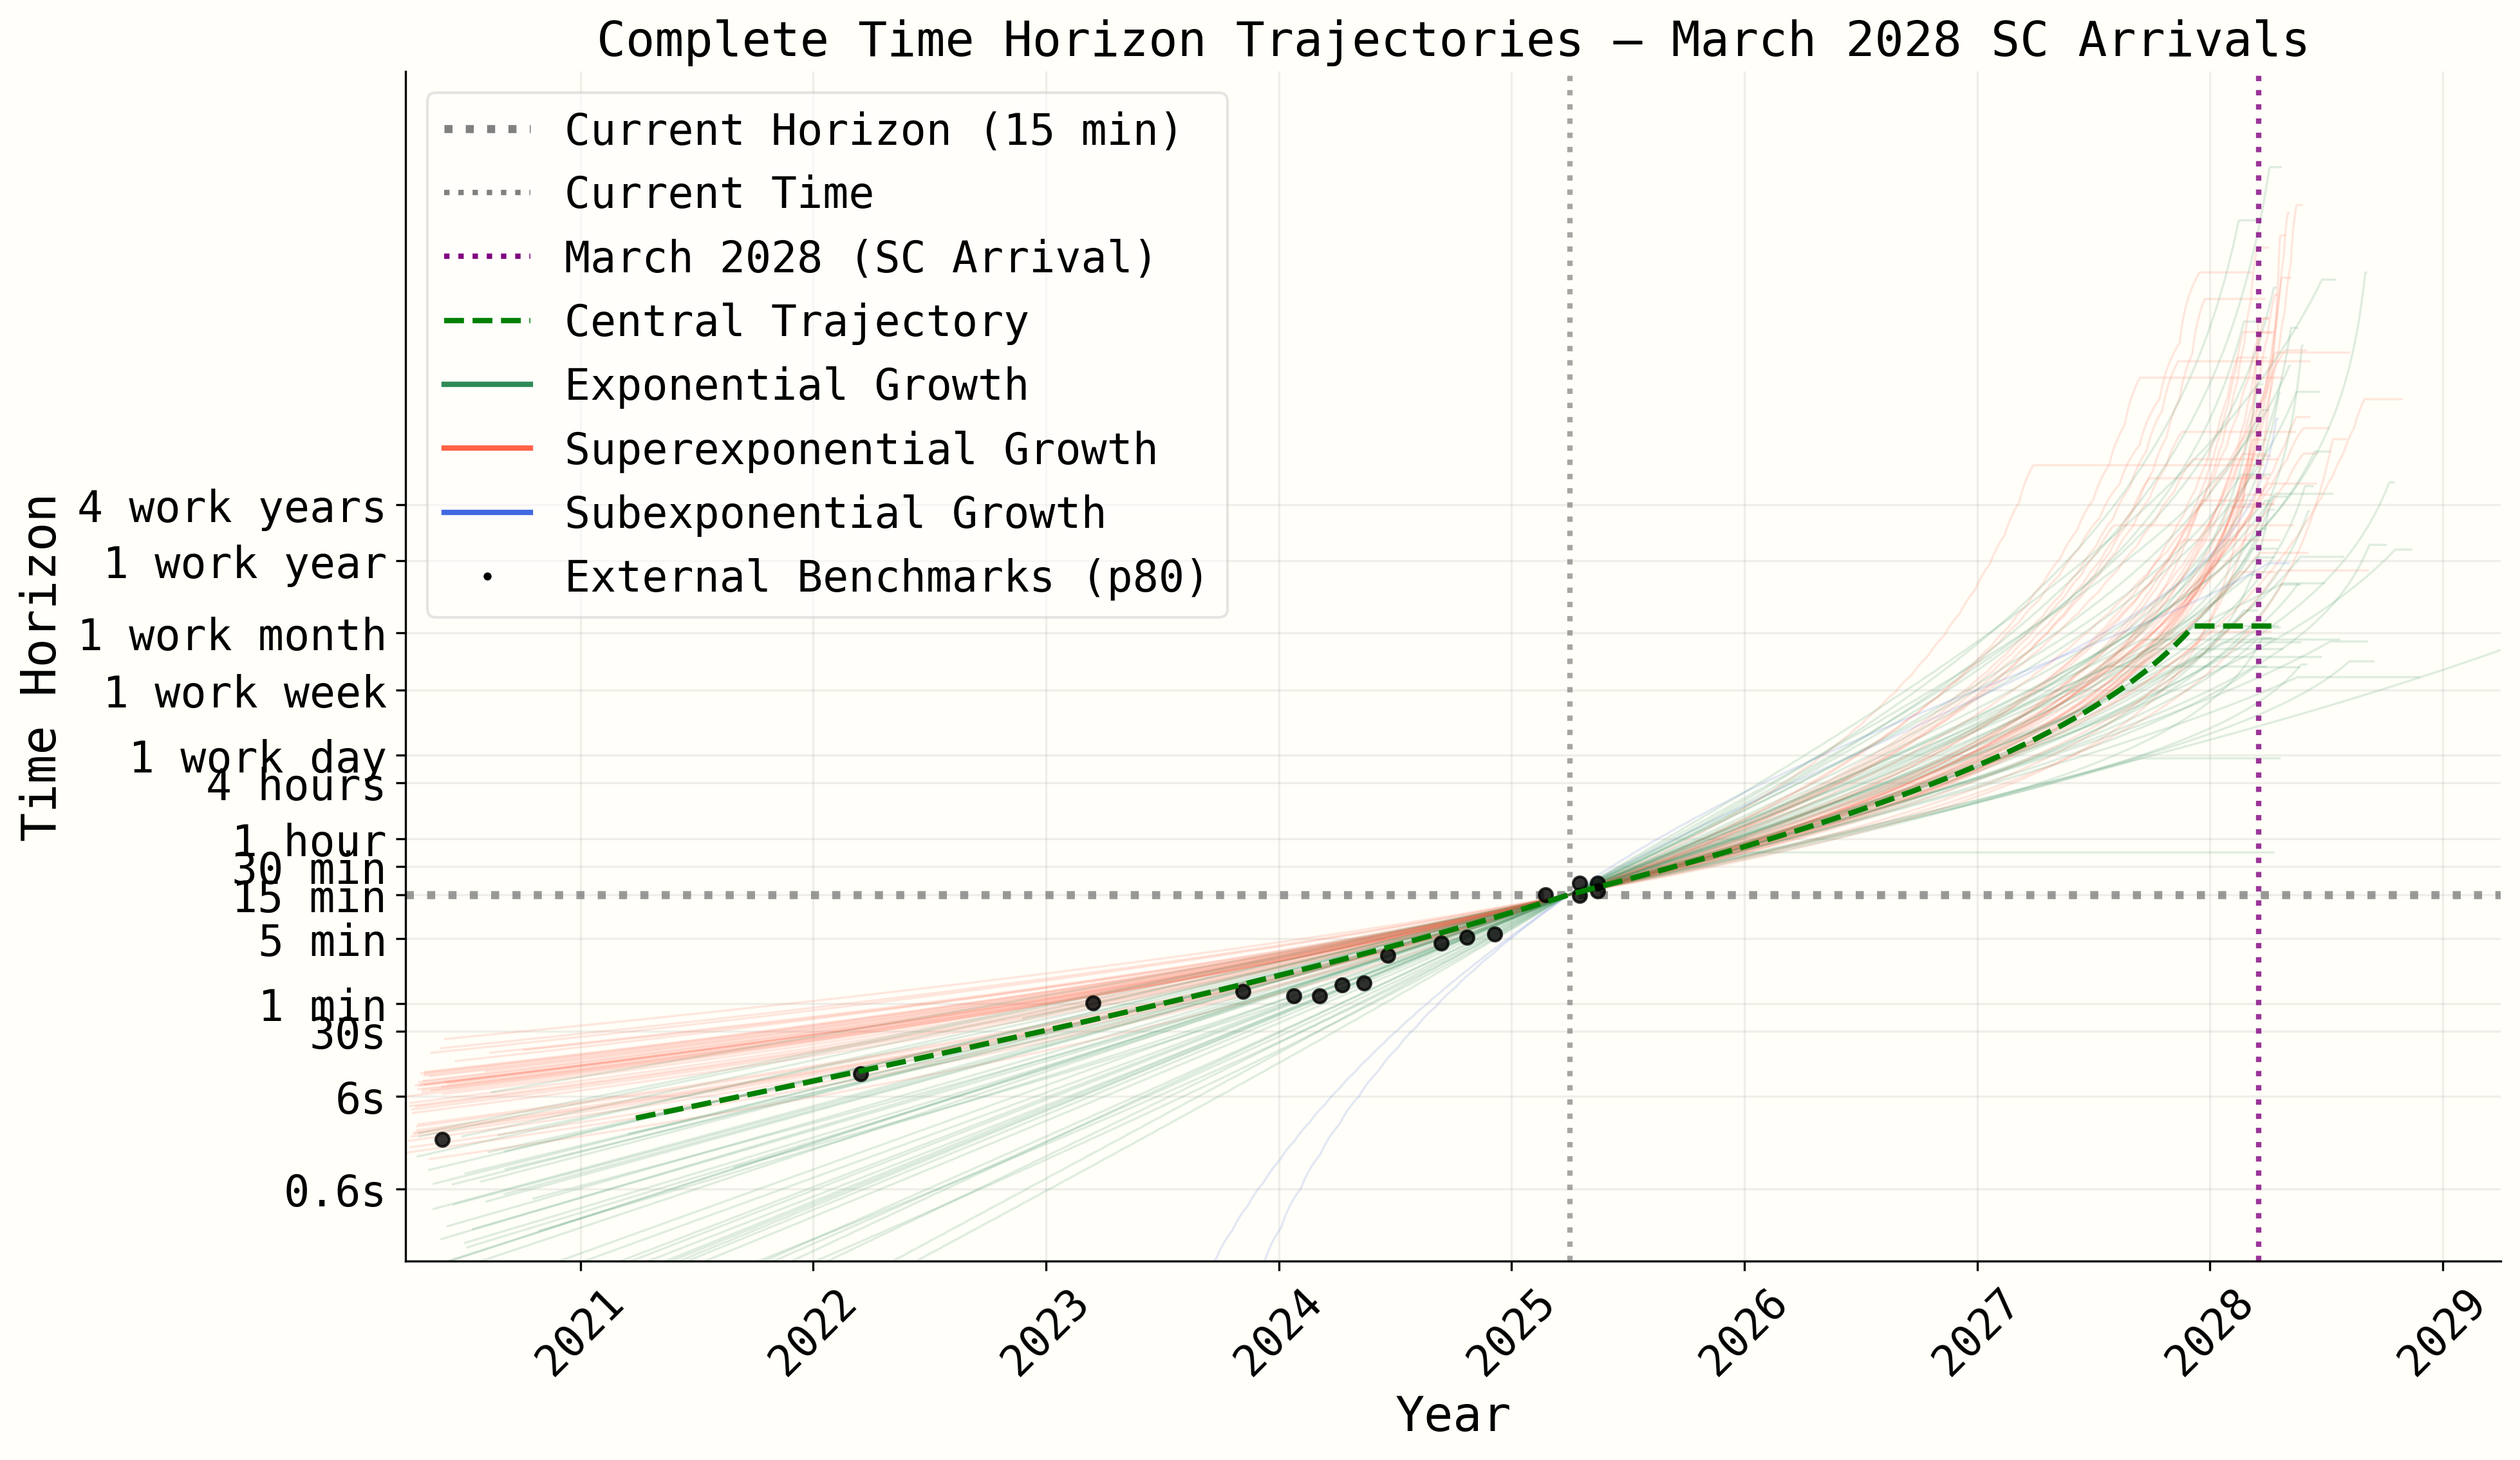 Complete Time Horizon Trajectories — March 2028 SC Arrivals
Current Horizon (15 min)
Current Time
March 2028 (SC Arrival)
Central Trajectory
Exponential Growth
Superexponential Growth
Subexponential Growth
External Benchmarks (p80)
Time Horizon
4 work years
1 work year
1 work month
1 work week
1 work day
4 hours
1 hour
30 min
15 min
5 min
1 min
30s
6s
0.6s
2021
2022
2023
2024
2025
2026
2027
2028
2029
Year